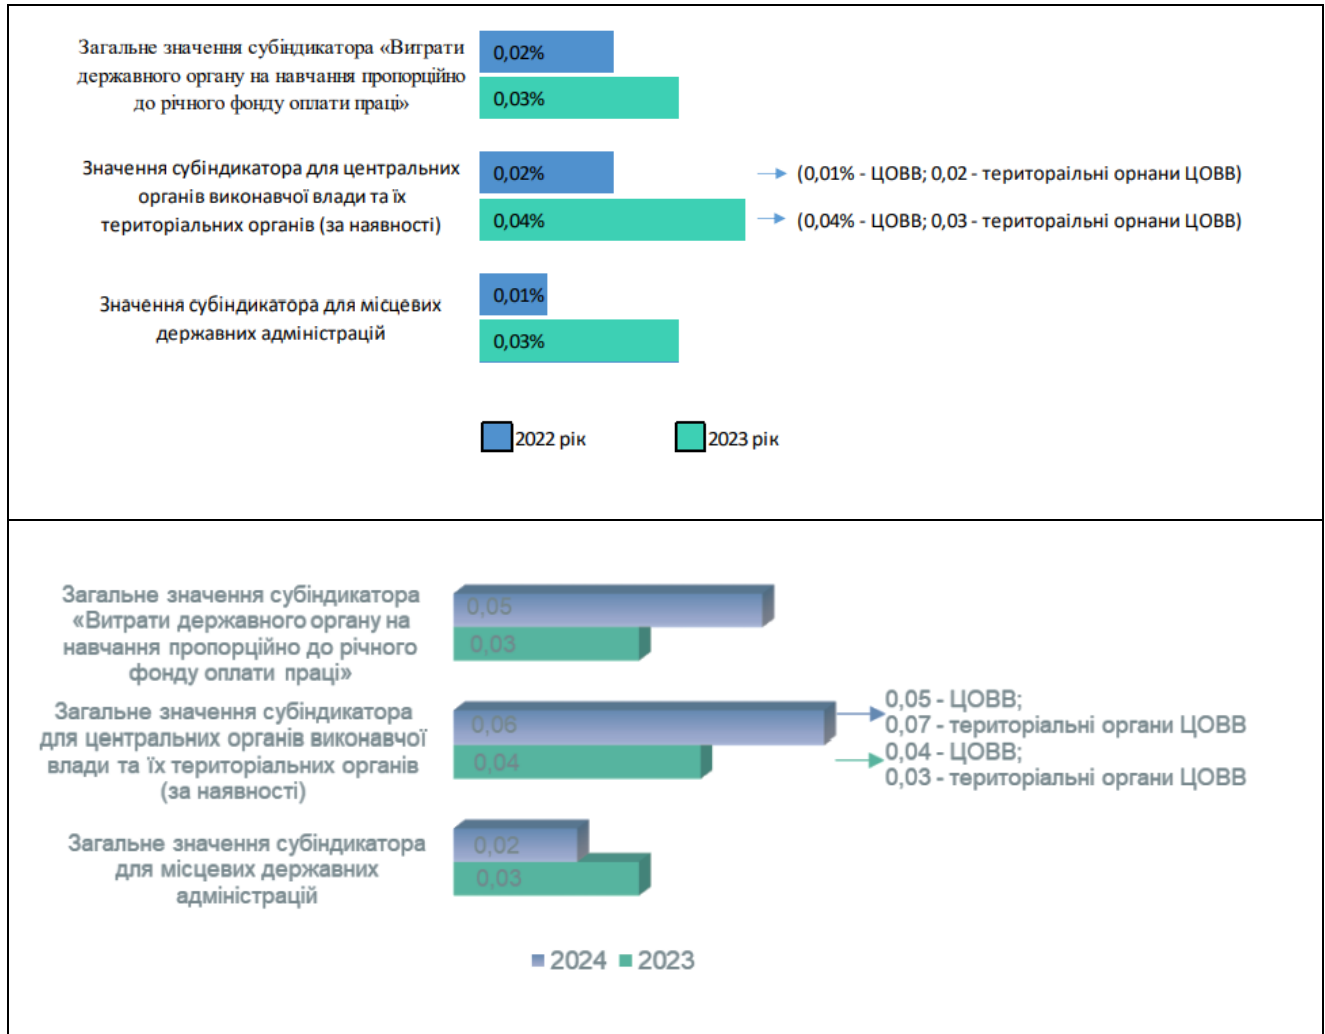 Загальне значення субіндикатора «Витрати
державного органу на навчання пропорційно
до річного фонду оплати праці»
0,02%
0,03%
Значення субіндикатора для центральних
органів виконавчої влади та їх
територіальних органів (за наявності)
0,02%
0,04%
(0,01% - ЦОВВ; 0,02 - територаільні орнани ЦОВВ)
(0,04% - ЦОВВ; 0,03 - територаільні орнани ЦОВВ)
Значення субіндикатора для місцевих
державних адміністрацій
0,01%
0,03%
2022 рік
2023 рік
Загальне значення субіндикатора
«Витрати державного органу на
навчання пропорційно до річного
фонду оплати праці»
0,05
0,03
Загальне значення субіндикатора
для центральних органів виконавчої
влади та їх територіальних органів
(за наявності)
0,06
0,04
0,05 - ЦОВВ;
0,07 - територіальні органи ЦОВВ
0,04 - ЦОВВ;
0,03 - територіальні органи ЦОВВ
Загальне значення субіндикатора
для місцевих державних
адміністрацій
0,02
0,03
2024
2023